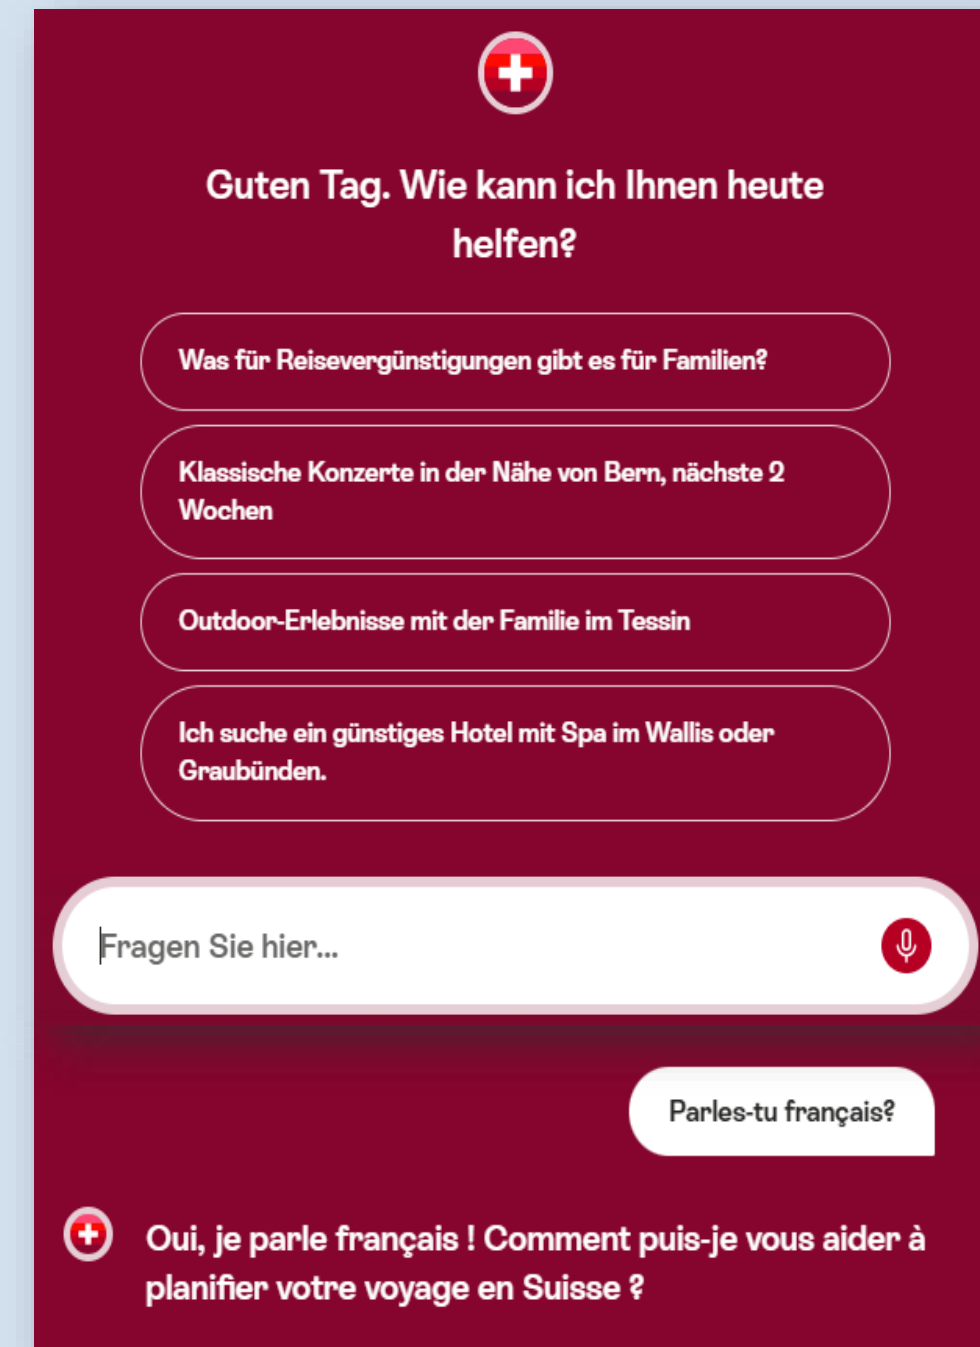 Guten Tag. Wie kann ich Ihnen heute
helfen?
Was für Reisevergünstigungen gibt es für Familien?
Klassische Konzerte in der Nähe von Bern, nächste 2
Wochen
Outdoor-Erlebnisse mit der Familie im Tessin
Ich suche ein günstiges Hotel mit Spa im Wallis oder
Graubünden.
Fragen Sie hier...
Parles-tu français?
Oui, je parle français ! Comment puis-je vous aider à
planifier votre voyage en Suisse ?